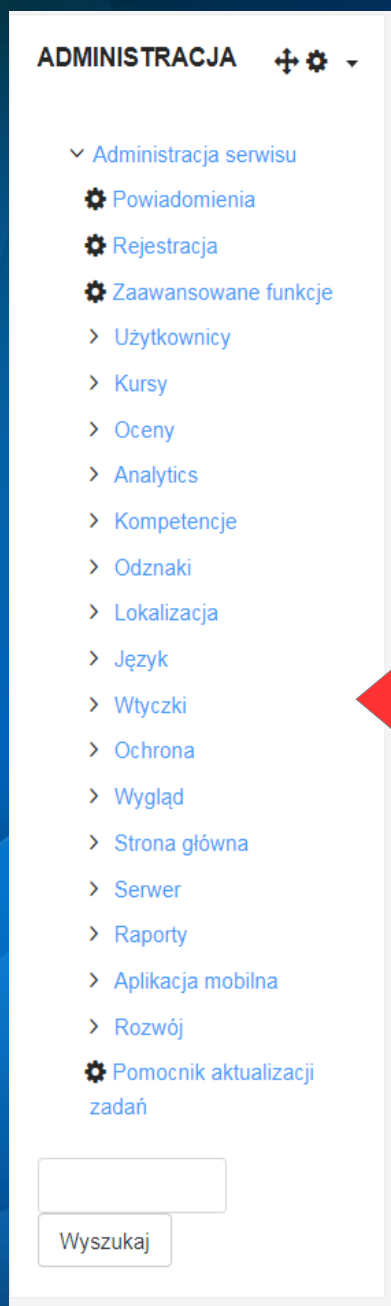 ADMINISTRACJA
Administracja serwisu
Powiadomienia
Rejestracja
Zaawansowane funkcje
Użytkownicy
Kursy
Oceny
Analytics
Kompetencje
Odznaki
Lokalizacja
Język
Wtyczki
Ochrona
Wygląd
Strona główna
Serwer
Raporty
Aplikacja mobilna
Rozwój
Pomocnik aktualizacji
zadań
Wyszukaj